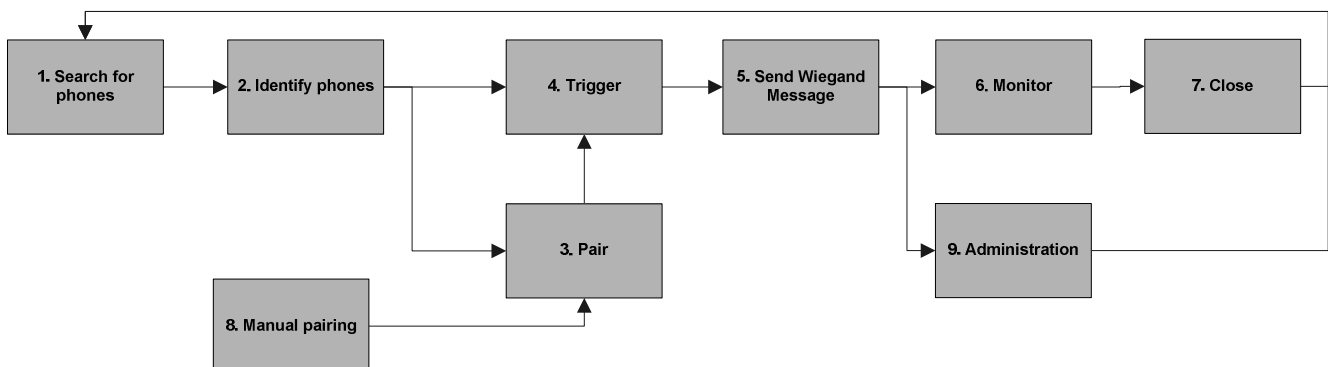 1. Search for
phones
2. Identify phones
4. Trigger
5. Send Wiegand
Message
6. Monitor
7. Close
3. Pair
9. Administration
8. Manual pairing